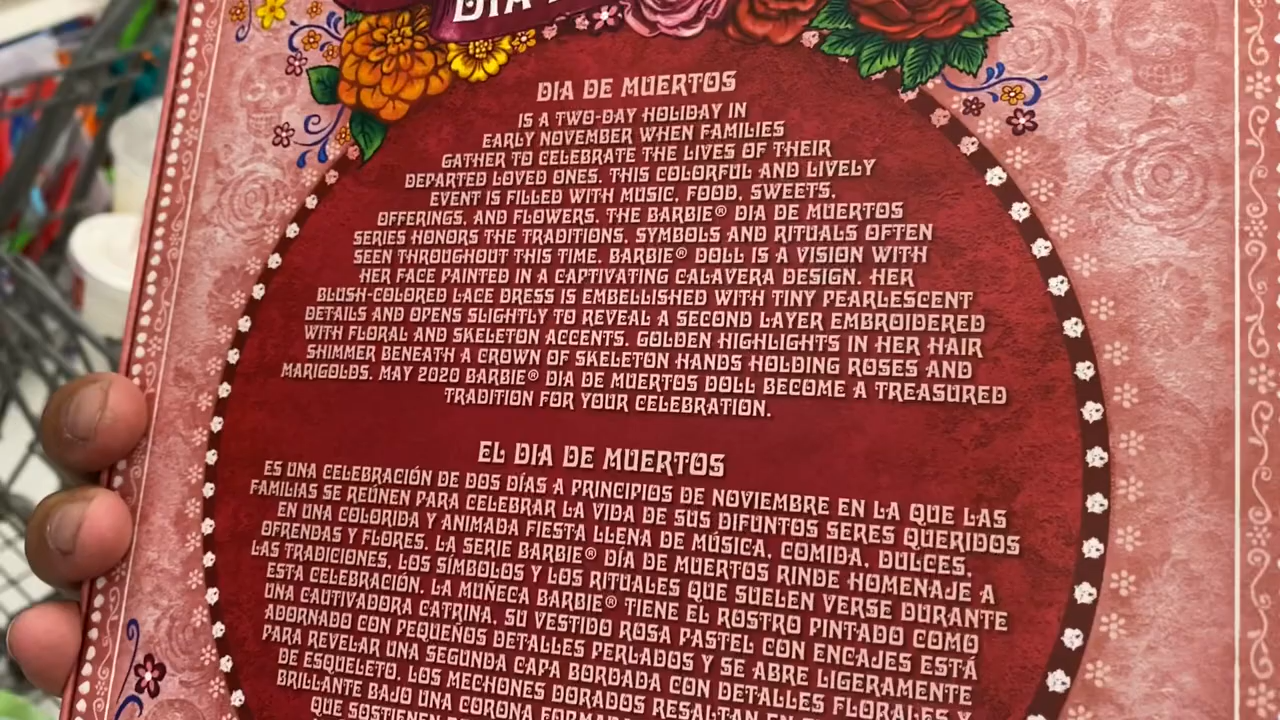 DIA
DIA DE MUERTOS
IS A TWO-DAY HOLIDAY IN
EARLY NOVEMBER WHEN FAMILIES
GATHER TO CELEBRATE THE LIVES OF THEIR
DEPARTED LOVED ONES. THIS COLORFUL AND LIVELY
EVENT IS FILLED WITH MUSIC, FOOD, SWEETS,
OFFERINGS, AND FLOWERS. THE BARBIE® DIA DE MUERTOS
SERIES HONORS THE TRADITIONS, SYMBOLS AND RITUALS OFTEN
SEEN THROUGHOUT THIS TIME. BARBIE® DOLL IS A VISION WITH
HER FACE PAINTED IN A CAPTIVATING CALAVERA DESIGN. HER
BLUSH-COLORED LACE DRESS IS EMBELLISHED WITH TINY PEARLESCENT
DETAILS AND OPENS SLIGHTLY TO REVEAL A SECOND LAYER EMBROIDERED
WITH FLORAL AND SKELETON ACCENTS. GOLDEN HIGHLIGHTS IN HER HAIR
SHIMMER BENEATH A CROWN OF SKELETON HANDS HOLDING ROSES AND
MARIGOLDS. MAY 2020 BARBIE® DIA DE MUERTOS DOLL BECOME A TREASURED
TRADITION FOR YOUR CELEBRATION.
EL DIA DE MUERTOS
ES UNA CELEBRACIÓN DE DOS DÍAS A PRINCIPIOS DE NOVIEMBRE EN LA QUE LAS
FAMILIAS SE REÚNEN PARA CELEBRAR LA VIDA DE SUS DIFUNTOS SERES QUERIDOS
EN UNA COLORIDA Y ANIMADA FIESTA LLENA DE MÚSICA, COMIDA, DULCES,
OFRENDAS Y FLORES. LA SERIE BARBIE® DÍA DE MUERTOS RINDE HOMENAJE A
LAS TRADICIONES, LOS SÍMBOLOS Y LOS RITUALES QUE SUELEN VERSE DURANTE
ESTA CELEBRACIÓN. LA MUÑECA BARBIE® TIENE EL ROSTRO PINTADO COMO
UNA CAUTIVADORA CATRINA, SU VESTIDO ROSA PASTEL CON ENCAJES ESTÁ
ADORNADO CON PEQUEÑOS DETALLES PERLADOS Y SE ABRE LIGERAMENTE
PARA REVELAR UNA SEGUNDA CAPA BORDADA CON DETALLES FLORALES Y
DE ESQUELETO. LOS MECHONES DORADOS RESALTAN EN
BRILLANTE BAJO UNA CORONA
QUE SOSTIENEN